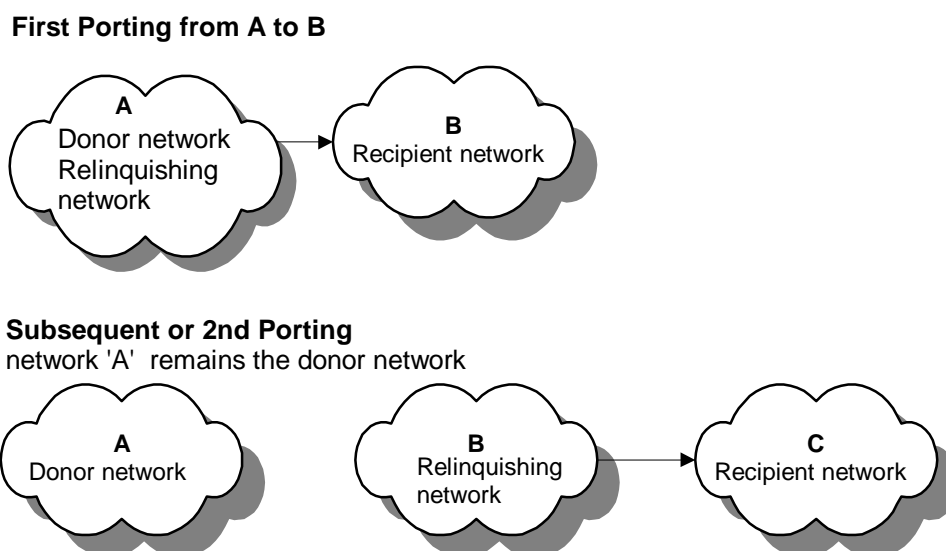 First Porting from A to B
A
Donor network
Relinquishing
network
B
Recipient network
Subsequent or 2nd Porting
network 'A' remains the donor network
A
Donor network
B
Relinquishing
network
C
Recipient network